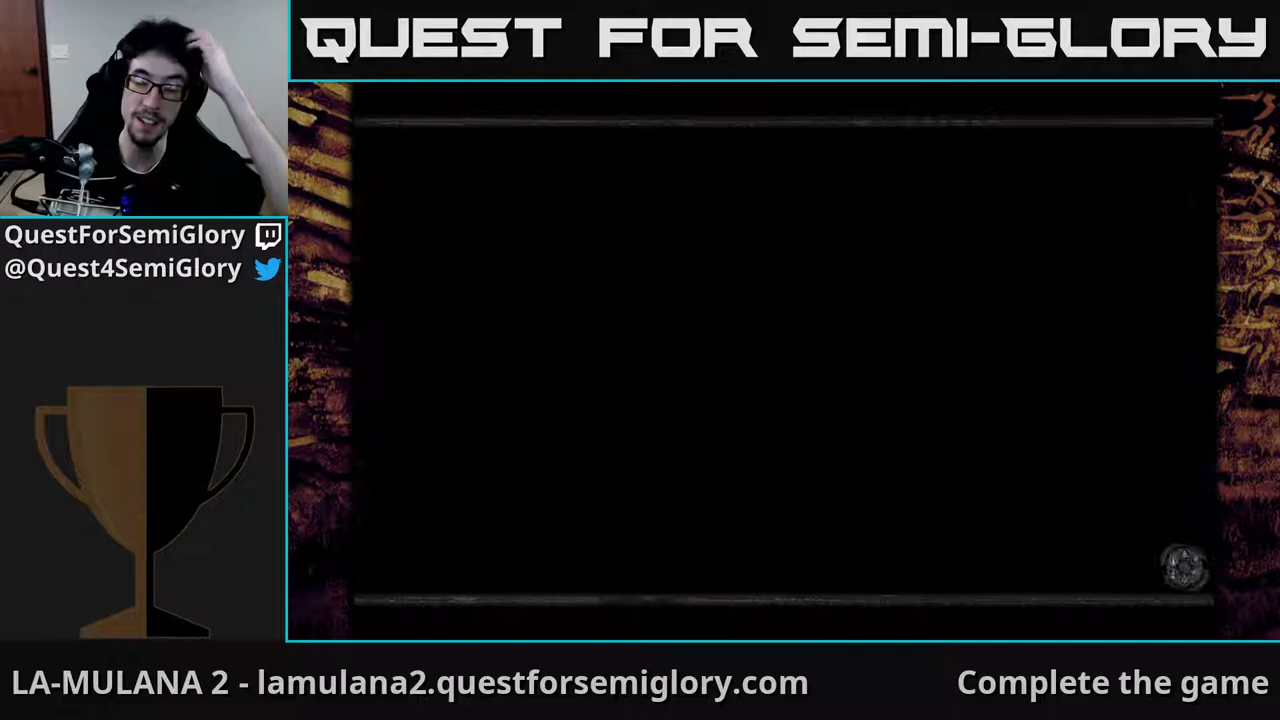 QUEST FOR SEMI-GLORY
QuestForSemiGlory
@Quest4SemiGlory
LA-MULANA 2 - lamulana2.questforsemiglory.com
Complete the game